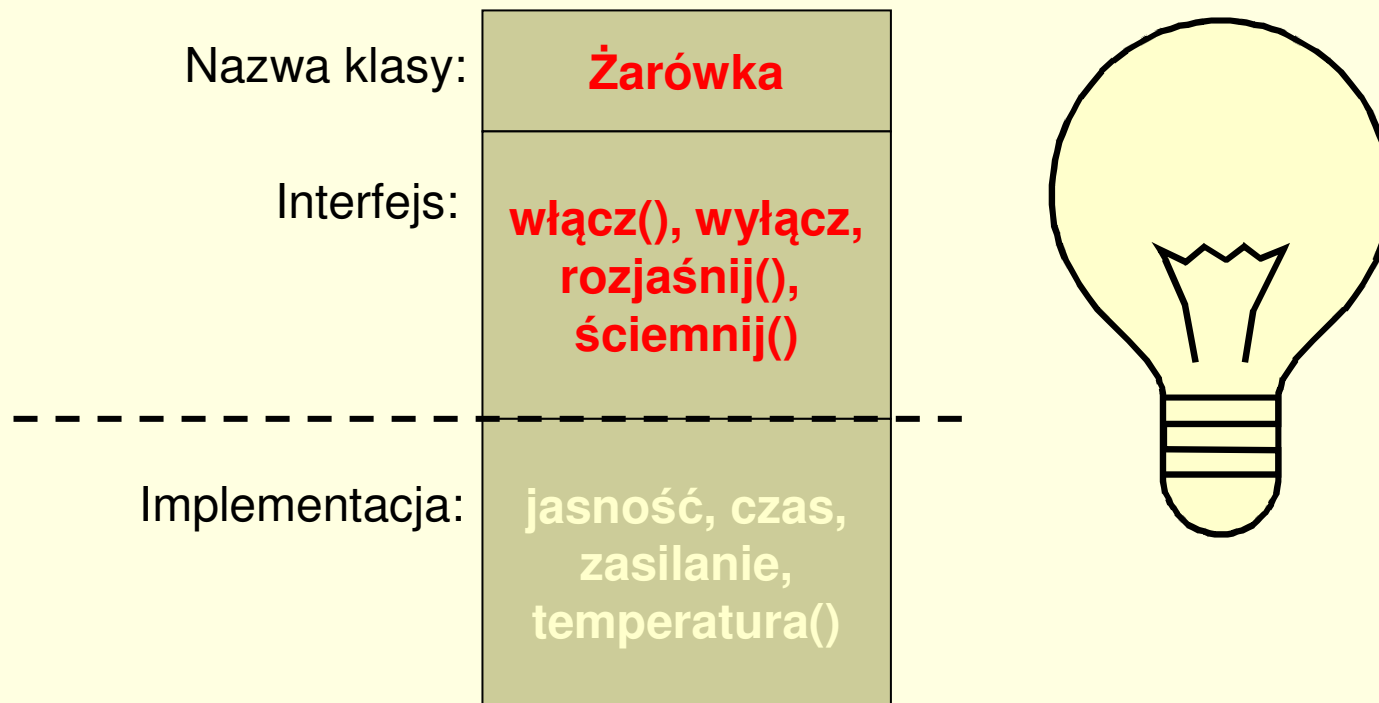 Nazwa klasy:
Żarówka
Interfejs:
włącz(), wyłącz,
rozjaśnij(),
ściemnij()
Implementacja:
jasność, czas,
zasilanie,
temperatura()